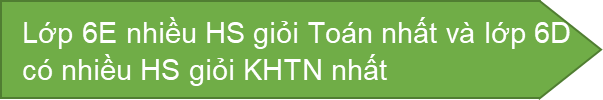 Lớp 6E nhiều HS giỏi Toán nhất và lớp 6D
có nhiều HS giỏi KHTN nhất